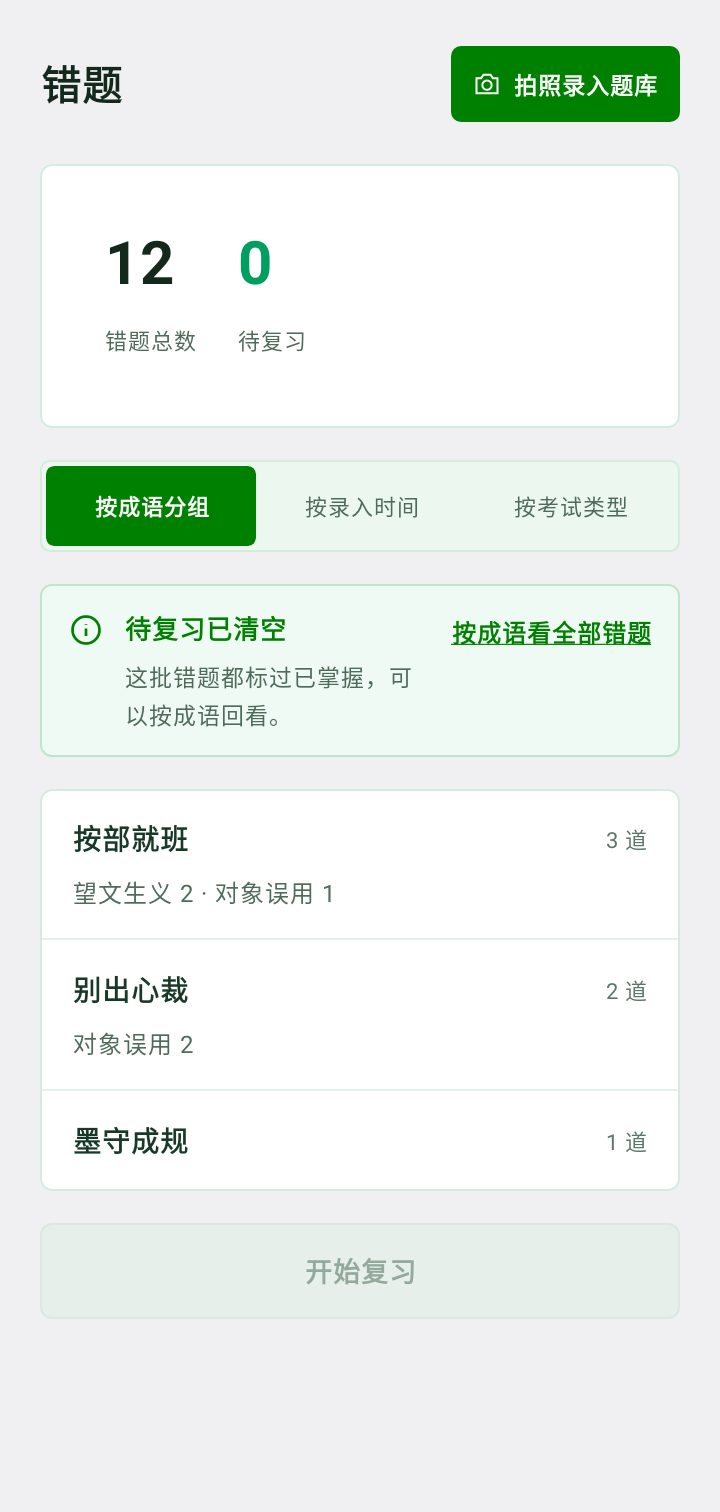 错题
拍照录入题库
12
0
错题总数
待复习
按成语分组
按录入时间
按考试类型
待复习已清空
按成语看全部错题
这批错题都标过已掌握，可
以按成语回看。
按部就班
3 道
望文生义 2 · 对象误用 1
别出心裁
2 道
对象误用 2
墨守成规
1 道
开始复习